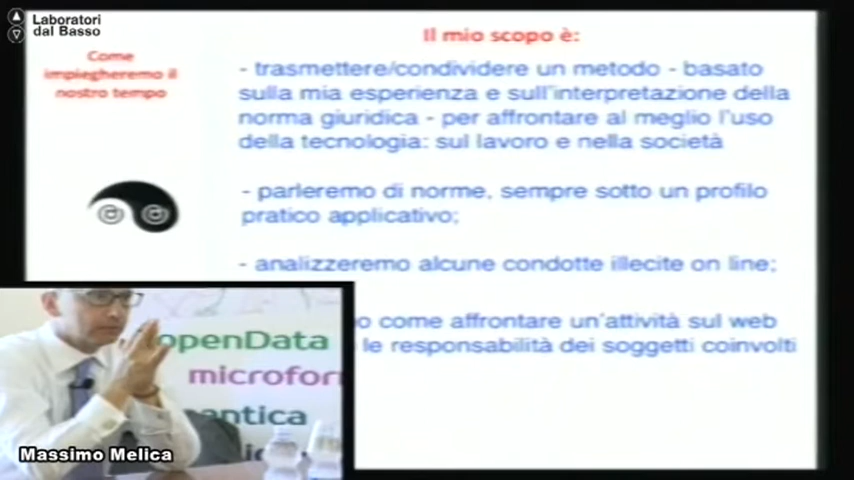 Laboratori
dal Basso
Come
impiegheremo il
nostro tempo
Il mio scopo è:
- trasmettere/condividere un metodo - basato
sulla mia esperienza e sull'interpretazione della
norma giuridica - per affrontare al meglio l'uso
della tecnologia: sul lavoro e nella società
- parleremo di norme, sempre sotto un profilo
pratico applicativo;
- analizzeremo alcune condotte illecite on line;
o come affrontare un'attività sul web
le responsabilità dei soggetti coinvolti
openData
microfor
antica
Massimo Melica